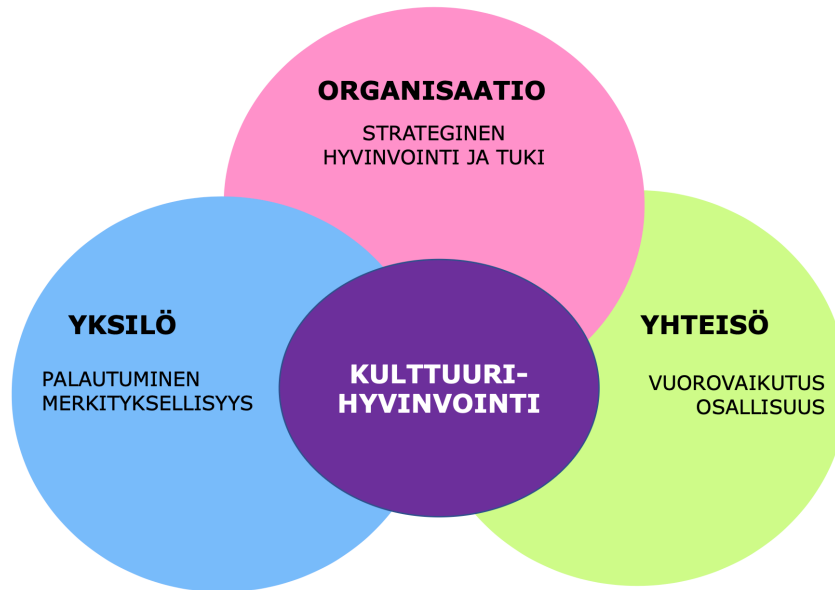 ORGANISAATIO
STRATEGINEN
HYVINVOINTI JA TUKI
YKSILÖ
PALAUTUMINEN
MERKITYKSELLISYYS
KULTTUURI-
HYVINVOINTI
YHTEISÖ
VUOROVAIKUTUS
OSALLISUUS